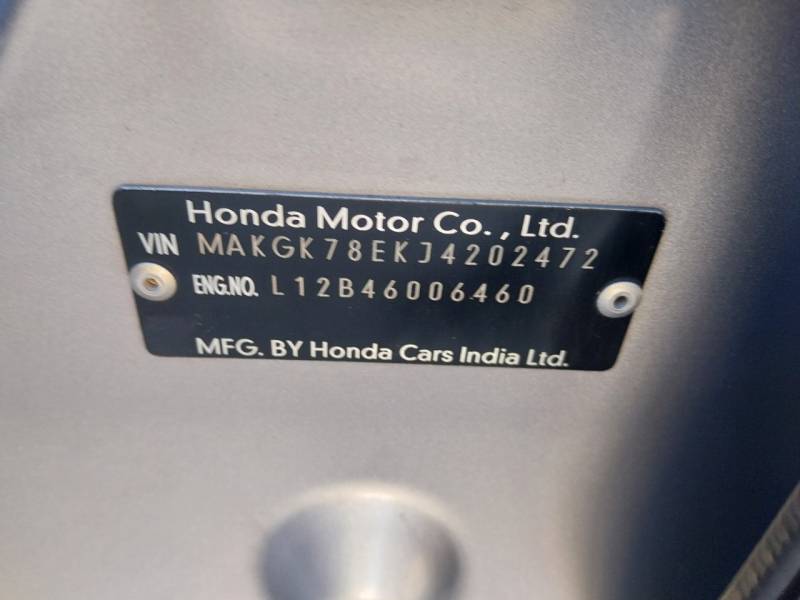 Honda Motor Co., Ltd.
VIN MAKGK78EKJ4202472
ENG.NO. L12B46006460
MFG. BY Honda Cars India Ltd.